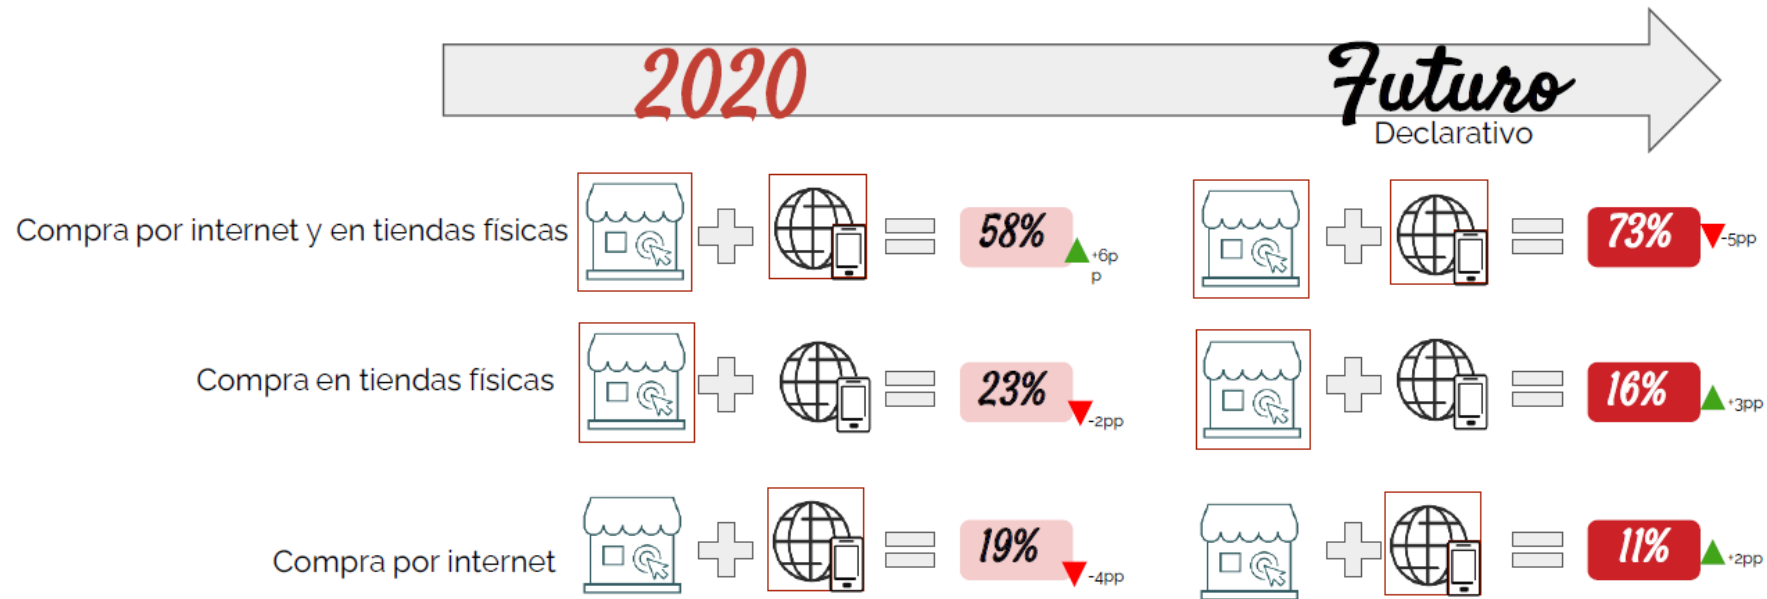 2020
Futuro
Declarativo
Compra por internet y en tiendas físicas
58%
+6p
p
73%
-5pp
Compra en tiendas físicas
23%
-2pp
16%
+3pp
Compra por internet
19%
-4pp
11%
+2pp